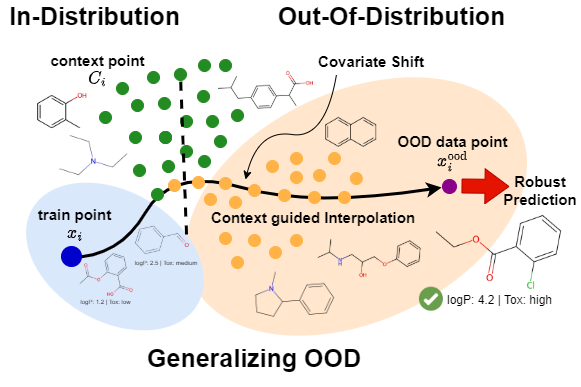 In-Distribution
Out-Of-Distribution
context point
C_i
Covariate Shift
OH
OH
O
N
OOD data point
x_i^ood
Robust
Prediction
train point
x_i
Context guided Interpolation
O
logP: 2.5 | Tox: medium
O
O
O
OH
logP: 1.2 | Tox: low
NH
OH
O
N
O
O
Cl
logP: 4.2 | Tox: high
Generalizing OOD